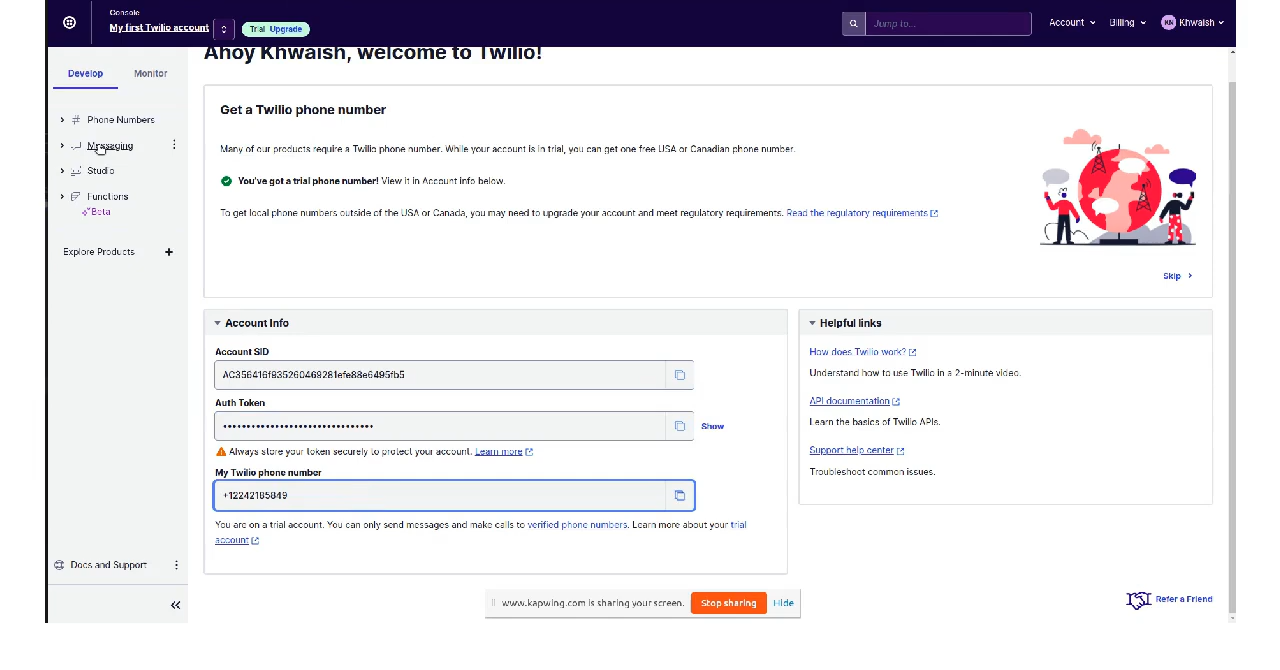 Console
My first Twilio account
Trial Upgrade
Jump to...
Account
Billing
KN Khwaish
Develop
Monitor
Phone Numbers
Messaging
Studio
Functions
Beta
Explore Products +
Docs and Support
Ahoy Khwaish, welcome to Twilio!
Get a Twilio phone number
Many of our products require a Twilio phone number. While your account is in trial, you can get one free USA or Canadian phone number.
You've got a trial phone number! View it in Account info below.
To get local phone numbers outside of the USA or Canada, you may need to upgrade your account and meet regulatory requirements. Read the regulatory requirements
Skip
Account Info
Account SID
AC356416f935260469281efe88e6495fb5
Auth Token
••••••••••••••••••••••••••••••••
Show
Always store your token securely to protect your account. Learn more
My Twilio phone number
+12242185849
You are on a trial account. You can only send messages and make calls to verified phone numbers. Learn more about your trial
account
Helpful links
How does Twilio work?
Understand how to use Twilio in a 2-minute video.
API documentation
Learn the basics of Twilio APIs.
Support help center
Troubleshoot common issues.
www.kapwing.com is sharing your screen.
Stop sharing
Hide
Refer a Friend